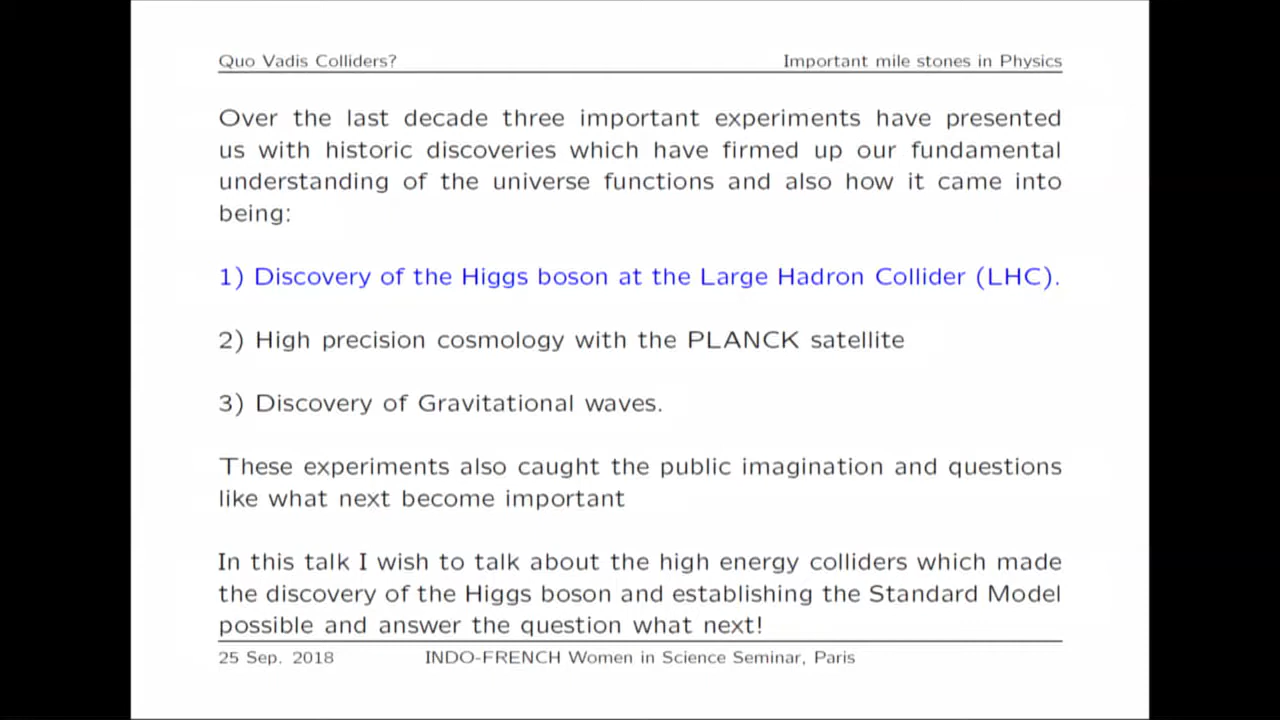 Quo Vadis Colliders? Important mile stones in Physics
Over the last decade three important experiments have presented
us with historic discoveries which have firmed up our fundamental
understanding of the universe functions and also how it came into
being:
1) Discovery of the Higgs boson at the Large Hadron Collider (LHC).
2) High precision cosmology with the PLANCK satellite
3) Discovery of Gravitational waves.
These experiments also caught the public imagination and questions
like what next become important
In this talk I wish to talk about the high energy colliders which made
the discovery of the Higgs boson and establishing the Standard Model
possible and answer the question what next!
25 Sep. 2018 INDO-FRENCH Women in Science Seminar, Paris